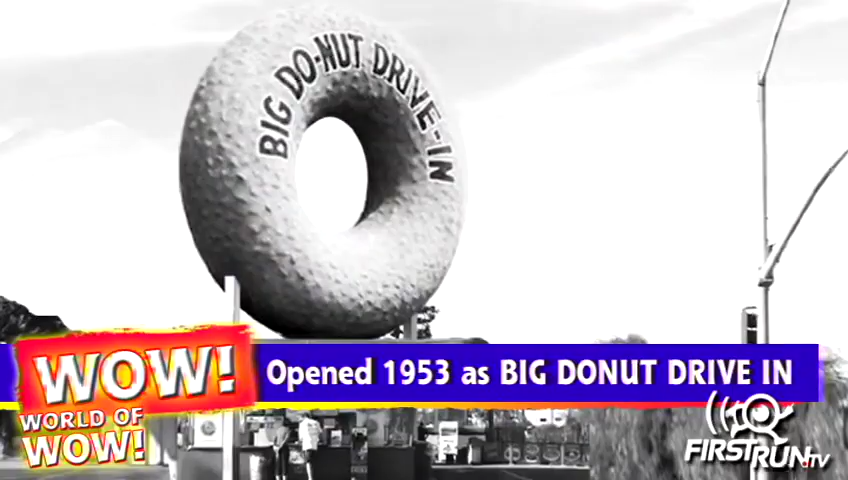 BIG DO-NUT DRIVE-IN
WOW!
Opened 1953 as BIG DONUT DRIVE IN
WORLD OF
WOW!
FIRSTRUN.TV